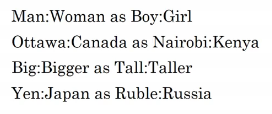 Man:Woman as Boy:Girl
Ottawa:Canada as Nairobi:Kenya
Big:Bigger as Tall:Taller
Yen:Japan as Ruble:Russia